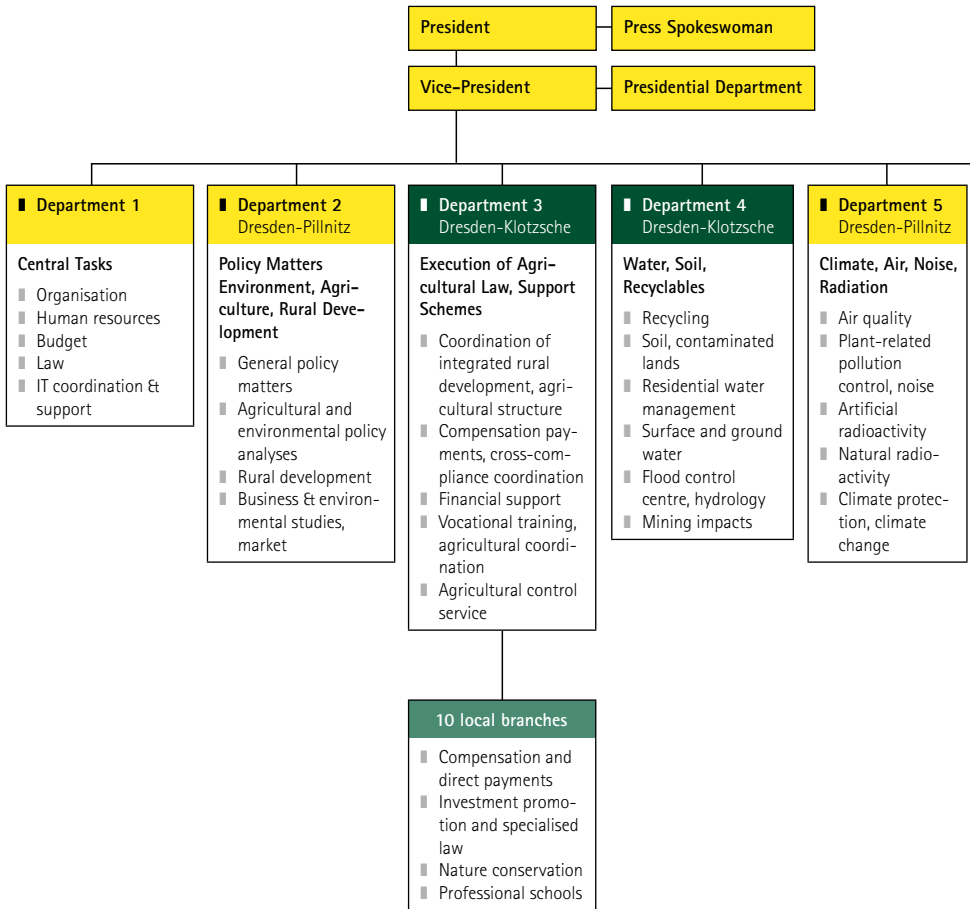 President
Press Spokeswoman
Vice-President
Presidential Department
Department 1
Central Tasks
Organisation
Human resources
Budget
Law
IT coordination &
support
Department 2
Dresden-Pillnitz
Policy Matters
Environment, Agri-
culture, Rural Deve-
lopment
General policy
matters
Agricultural and
environmental policy
analyses
Rural development
Business & environ-
mental studies,
market
Department 3
Dresden-Klotzsche
Execution of Agri-
cultural Law, Support
Schemes
Coordination of
integrated rural
development, agri-
cultural structure
Compensation pay-
ments, cross-com-
pliance coordination
Financial support
Vocational training,
agricultural coordi-
nation
Agricultural control
service
Department 4
Dresden-Klotzsche
Water, Soil,
Recyclables
Recycling
Soil, contaminated
lands
Residential water
management
Surface and ground
water
Flood control
centre, hydrology
Mining impacts
Department 5
Dresden-Pillnitz
Climate, Air, Noise,
Radiation
Air quality
Plant-related
pollution
control, noise
Artificial
radioactivity
Natural radio-
activity
Climate protec-
tion, climate
change
10 local branches
Compensation and
direct payments
Investment promo-
tion and specialised
law
Nature conservation
Professional schools